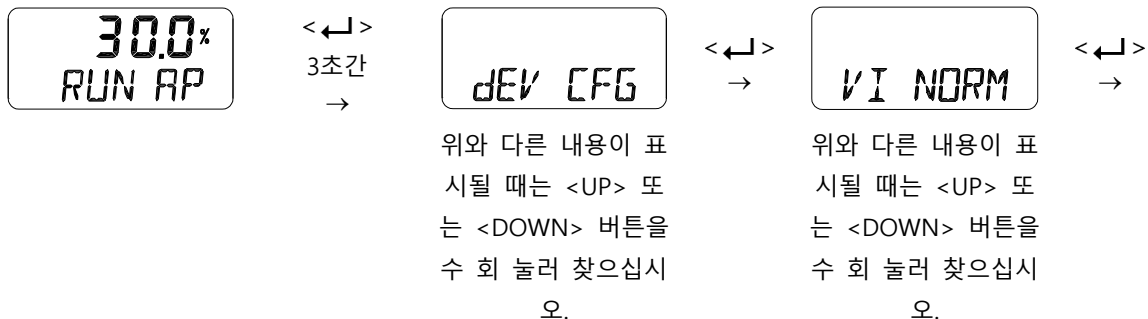 30.0%
RUN AP
<↵>
3초간
→
dEV CFG
<↵>
→
VI NORM
<↵>
→
위와 다른 내용이 표
시될 때는 <UP> 또
는 <DOWN> 버튼을
수 회 눌러 찾으십시
오.
위와 다른 내용이 표
시될 때는 <UP> 또
는 <DOWN> 버튼을
수 회 눌러 찾으십시
오.